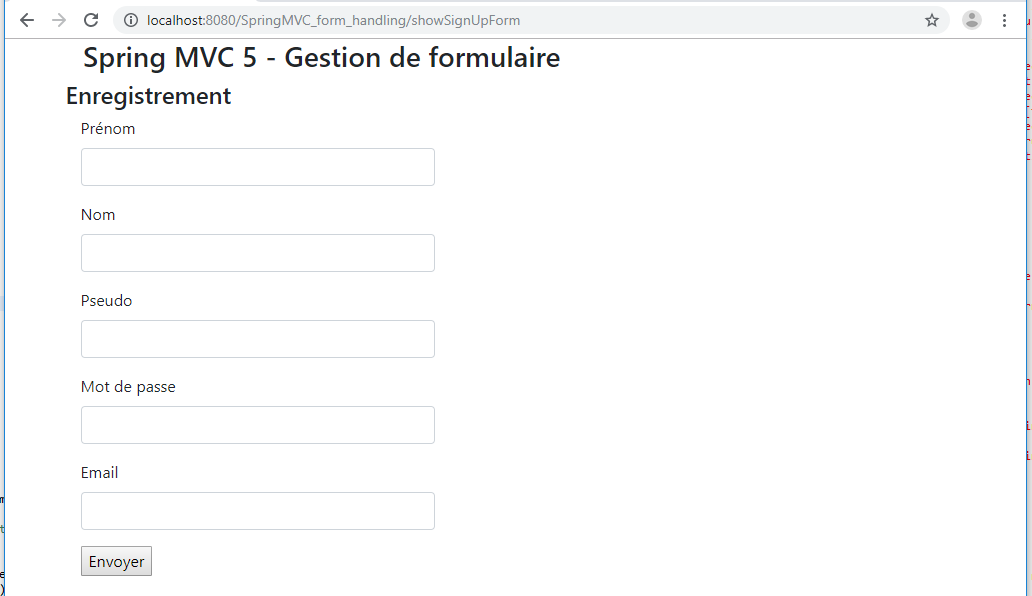 localhost:8080/SpringMVC_form_handling/showSignUpForm
Spring MVC 5 - Gestion de formulaire
Enregistrement
Prénom
Nom
Pseudo
Mot de passe
Email
Envoyer